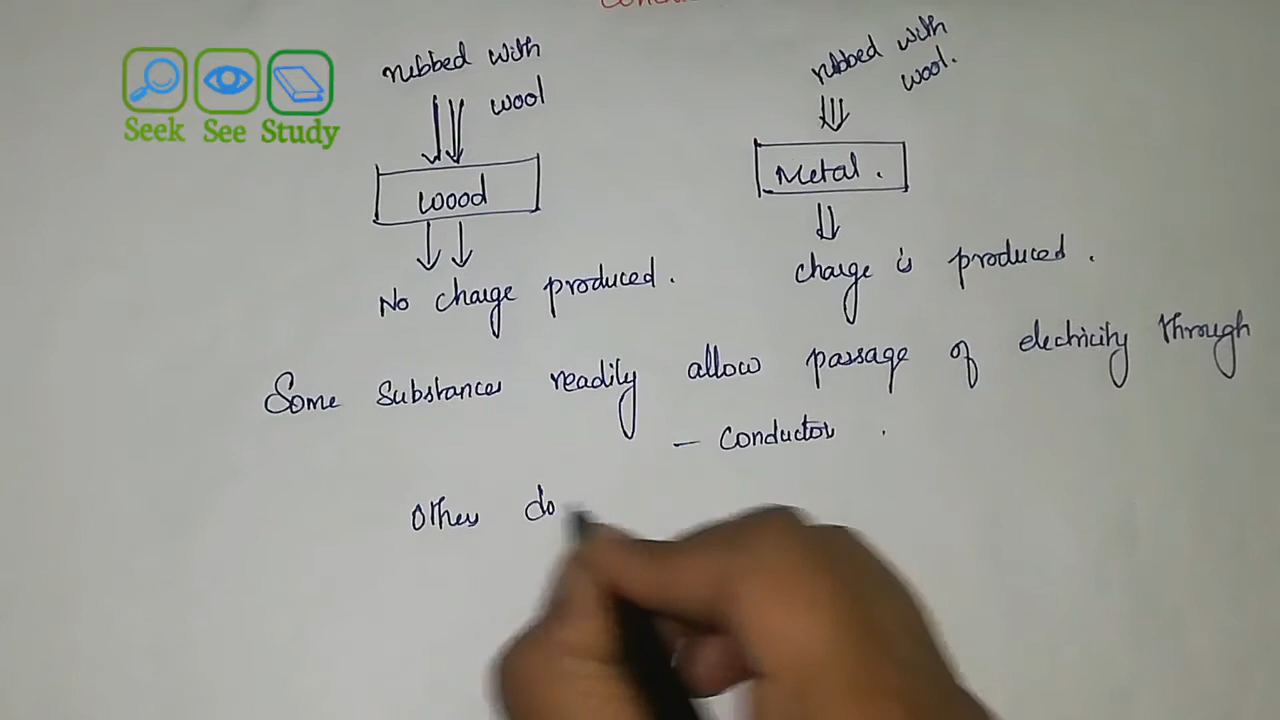 Seek See Study
rubbed with
wool
wood
No charge produced.
rubbed with
wool.
Metal.
charge is produced.
Some substances readily allow passage of electricity through
— Conductor.
Others do